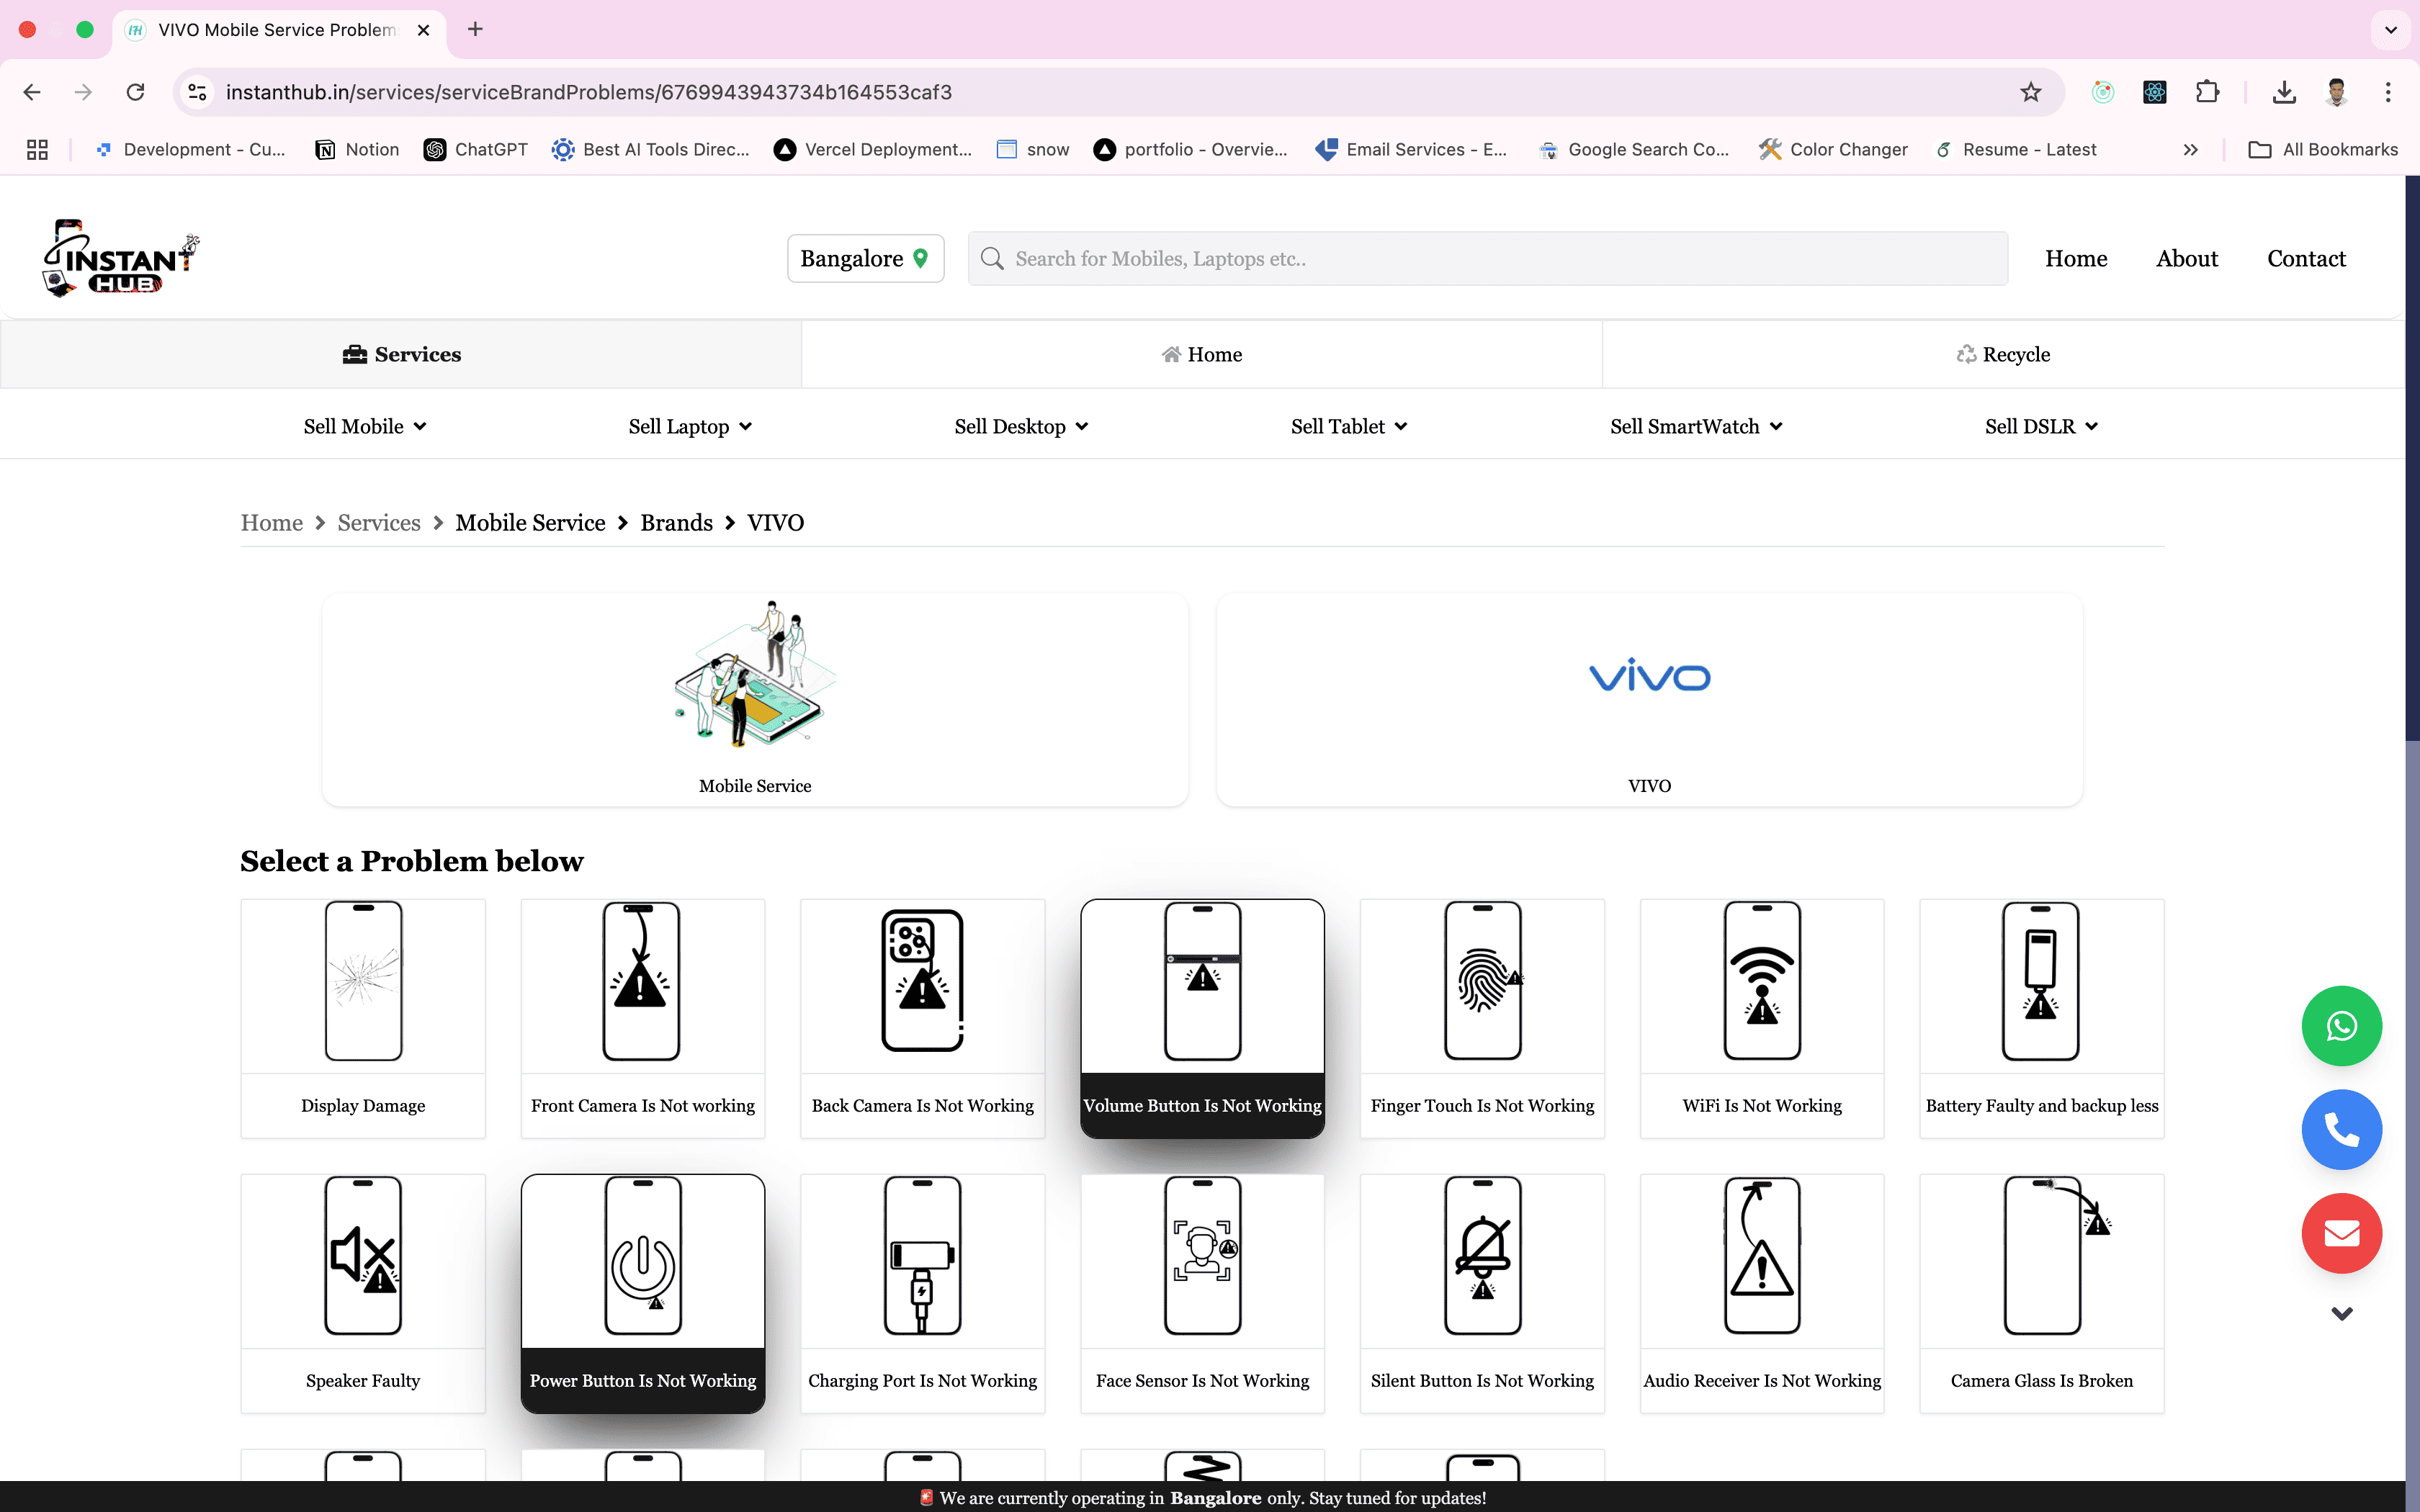 VIVO Mobile Service Problem
instanthub.in/services/serviceBrandProblems/6769943943734b164553caf3
Development - Cu... Notion ChatGPT Best AI Tools Direc... Vercel Deployment... snow portfolio - Overvie... Email Services - E... Google Search Co... Color Changer Resume - Latest All Bookmarks
INSTANT
HUB
Bangalore Search for Mobiles, Laptops etc.. Home About Contact
Services Home Recycle
Sell Mobile Sell Laptop Sell Desktop Sell Tablet Sell SmartWatch Sell DSLR
Home Services Mobile Service Brands VIVO
vivo
Mobile Service VIVO
Select a Problem below
Display Damage Front Camera Is Not working Back Camera Is Not Working Volume Button Is Not Working Finger Touch Is Not Working WiFi Is Not Working Battery Faulty and backup less
Speaker Faulty Power Button Is Not Working Charging Port Is Not Working Face Sensor Is Not Working Silent Button Is Not Working Audio Receiver Is Not Working Camera Glass Is Broken
We are currently operating in Bangalore only. Stay tuned for updates!